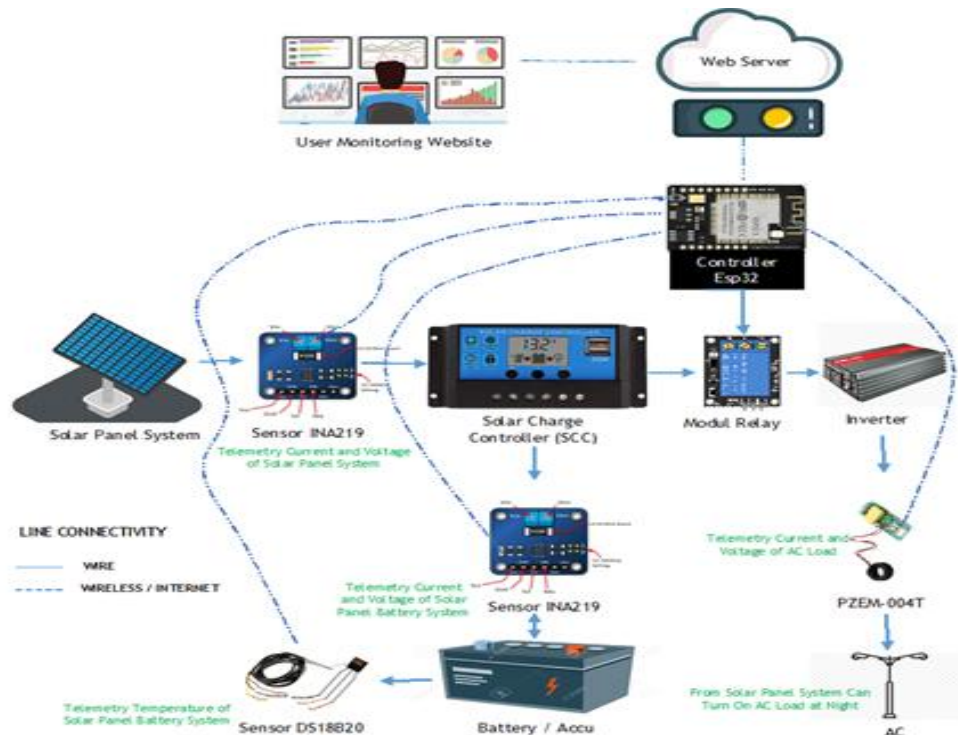 Web Server
User Monitoring Website
Controller
Esp32
13.2
Solar Panel System
Sensor INA219
Telemetry Current and Voltage
of Solar Panel System
Solar Charge
Controller (SCC)
Modul Relay
Inverter
LINE CONNECTIVITY
WIRE
WIRELESS / INTERNET
Telemetry Current
and Voltage of Solar
Panel Battery System
Sensor INA219
Telemetry Current and
Voltage of AC Load
PZEM-004T
Telemetry Temperature of
Solar Panel Battery System
Sensor DS18B20
Battery / Accu
From Solar Panel System Can
Turn On AC Load at Night
AC